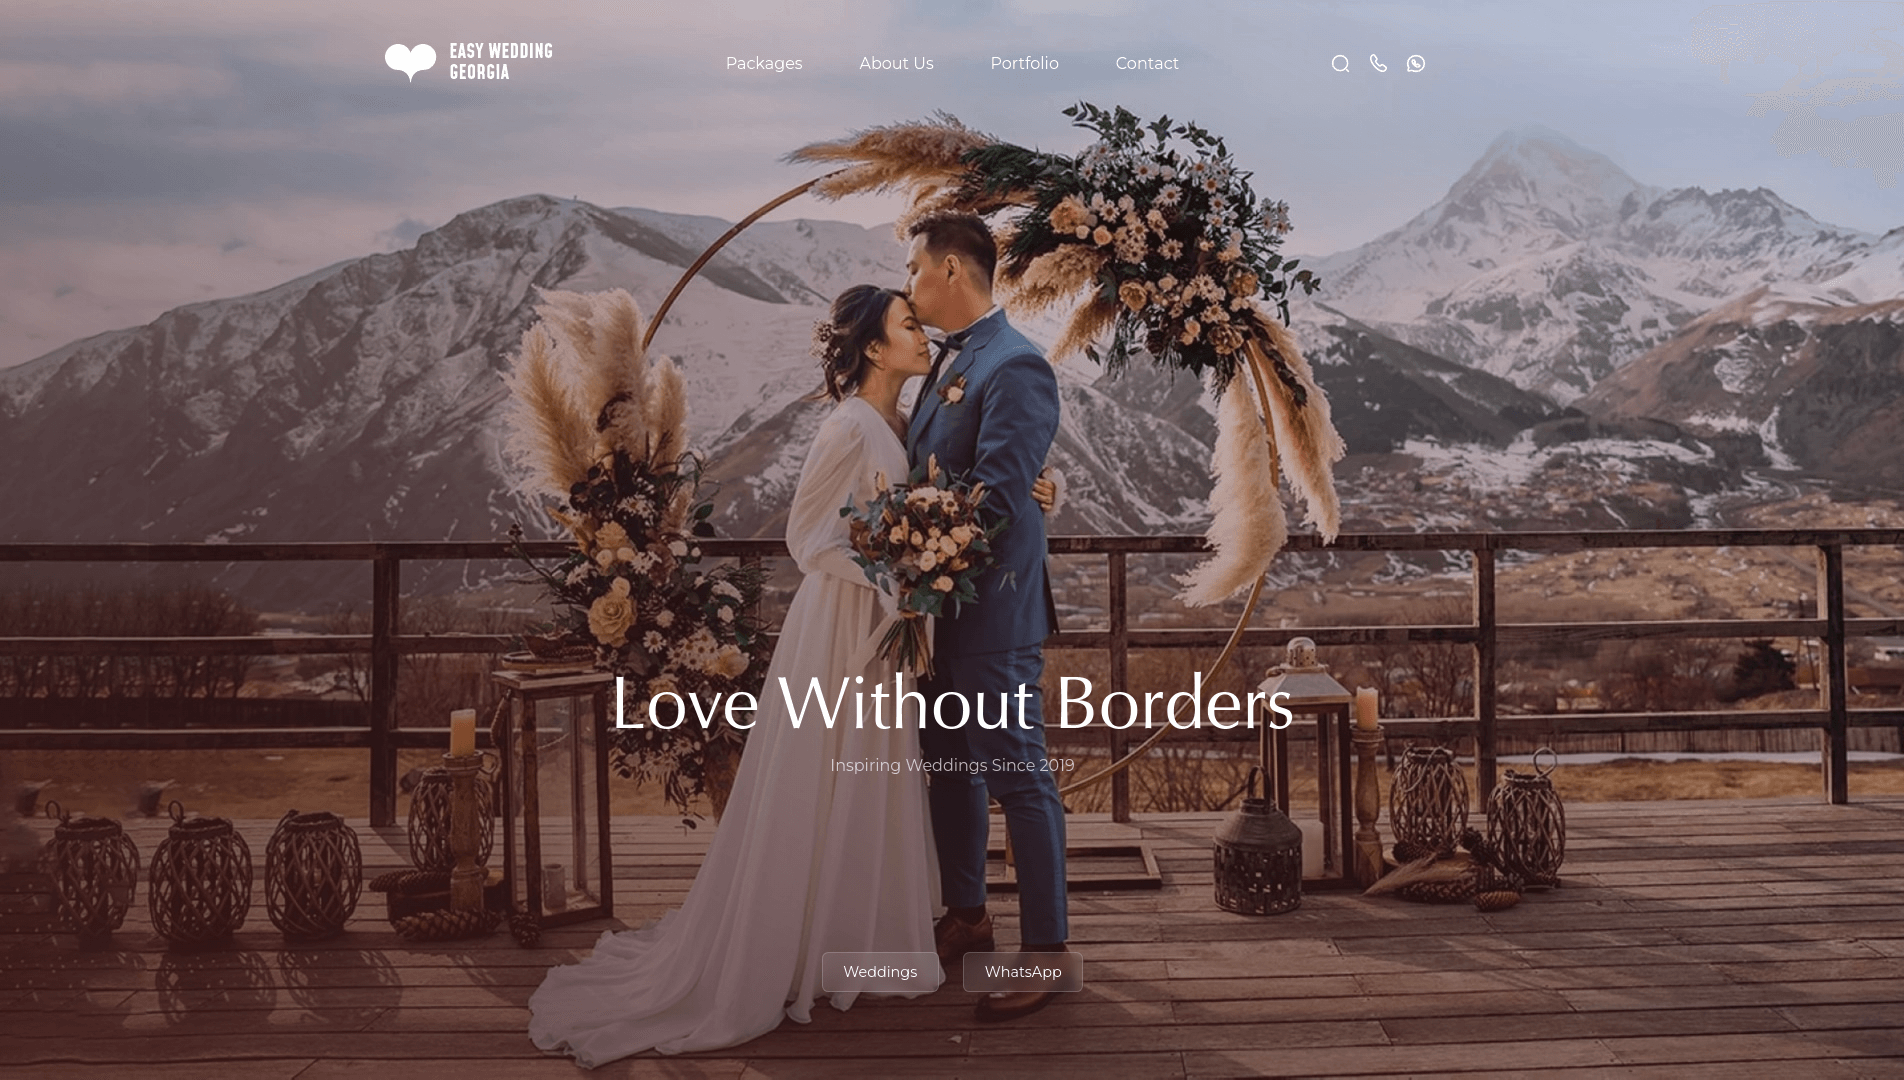 EASY WEDDING
GEORGIA
Packages
About Us
Portfolio
Contact
Love Without Borders
Inspiring Weddings Since 2019
Weddings
WhatsApp